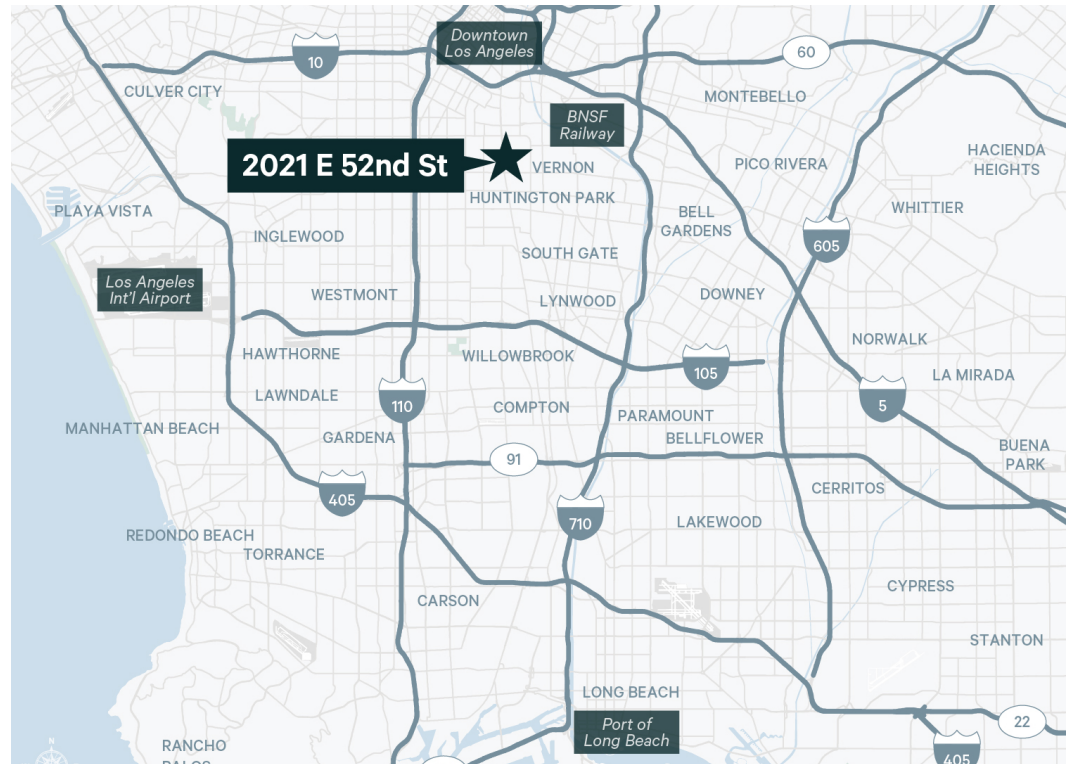 Downtown
Los Angeles
10
60
CULVER CITY
MONTEBELLO
BNSF
Railway
2021 E 52nd St
VERNON
PICO RIVERA
HACIENDA
HEIGHTS
HUNTINGTON PARK
PLAYA VISTA
BELL
GARDENS
WHITTIER
INGLEWOOD
605
SOUTH GATE
Los Angeles
Int'l Airport
WESTMONT
LYNWOOD
DOWNEY
HAWTHORNE
WILLOWBROOK
NORWALK
105
LA MIRADA
LAWNDALE
110
COMPTON
5
PARAMOUNT
MANHATTAN BEACH
GARDENA
BELLFLOWER
BUENA
PARK
91
CERRITOS
405
710
LAKEWOOD
REDONDO BEACH
TORRANCE
CYPRESS
CARSON
STANTON
LONG BEACH
Port of
Long Beach
22
RANCHO
PALOS
405